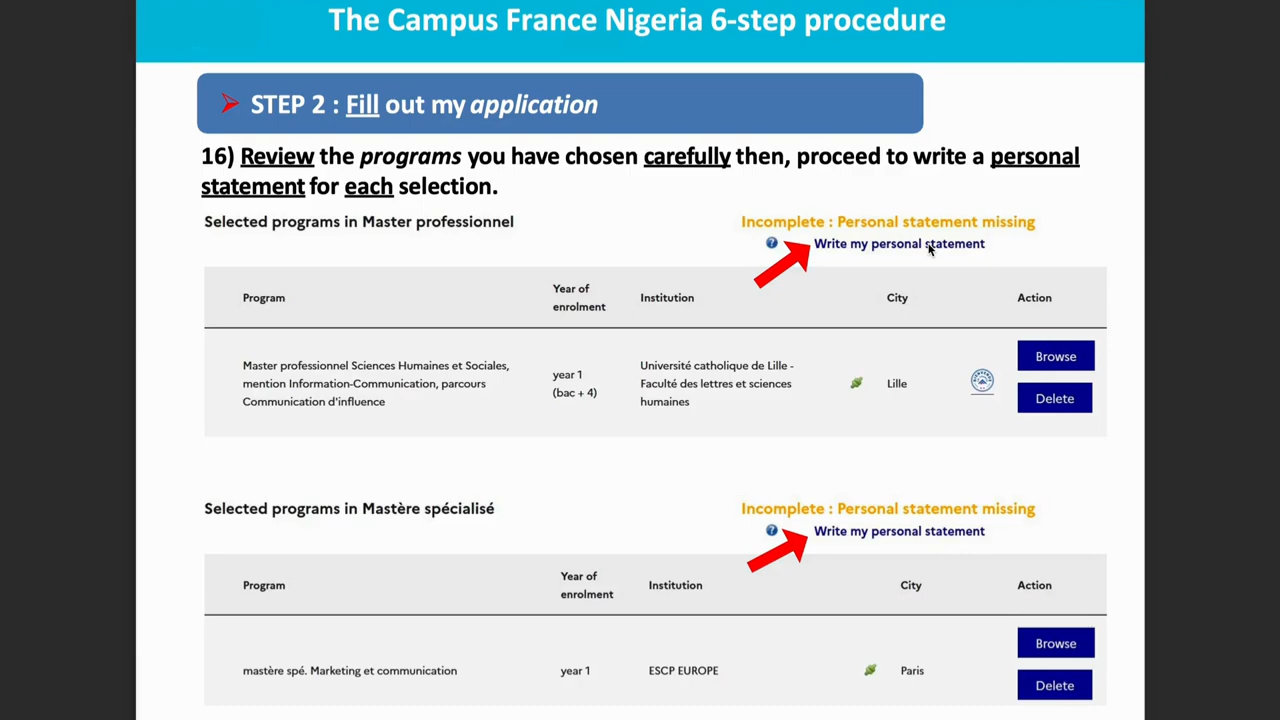 The Campus France Nigeria 6-step procedure
STEP 2 : Fill out my application
16) Review the programs you have chosen carefully then, proceed to write a personal
statement for each selection.
Selected programs in Master professionnel
Incomplete : Personal statement missing
? Write my personal statement
Program
Year of
enrolment
Institution
City
Action
Master professionnel Sciences Humaines et Sociales,
mention Information-Communication, parcours
Communication d'influence
year 1
(bac + 4)
Université catholique de Lille -
Faculté des lettres et sciences
humaines
Lille
Browse
Delete
Selected programs in Mastère spécialisé
Incomplete : Personal statement missing
? Write my personal statement
Program
Year of
enrolment
Institution
City
Action
mastère spé. Marketing et communication
year 1
ESCP EUROPE
Paris
Browse
Delete